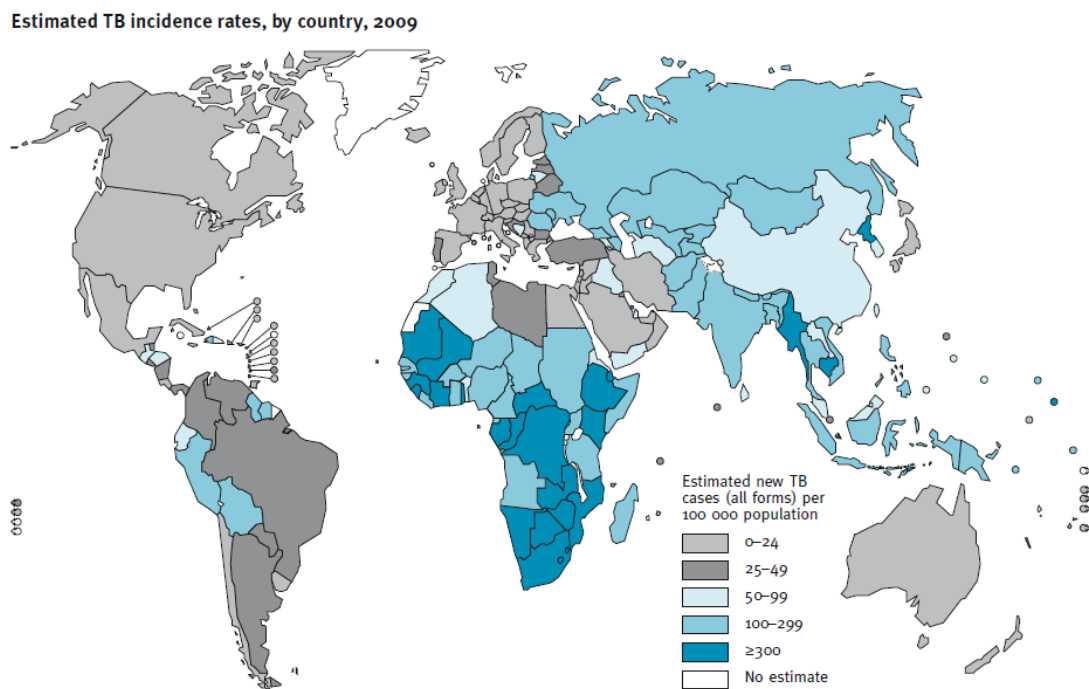 Estimated TB incidence rates, by country, 2009
Estimated new TB
cases (all forms) per
100 000 population
0–24
25–49
50–99
100–299
≥300
No estimate